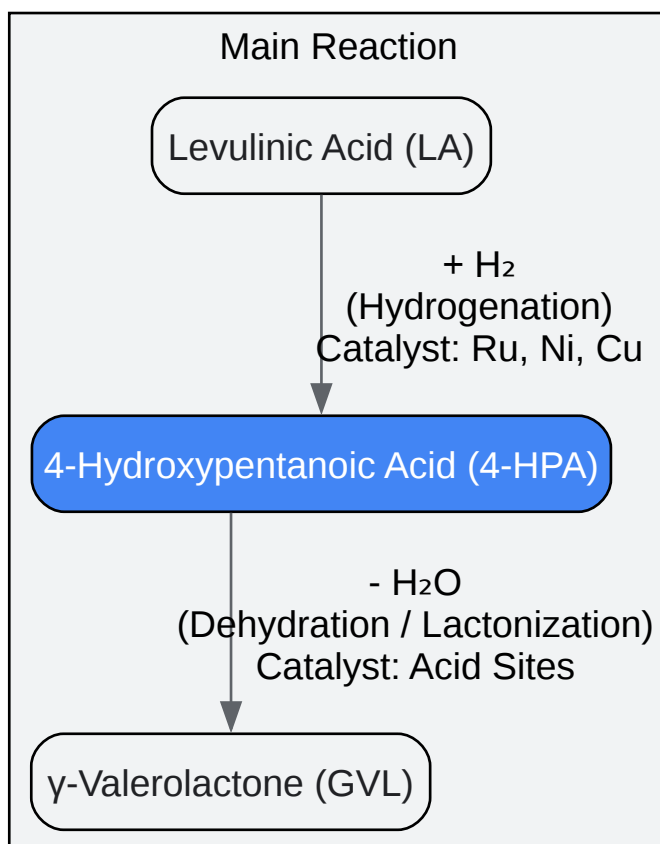 Main Reaction
Levulinic Acid (LA)
+ H₂
(Hydrogenation)
Catalyst: Ru, Ni, Cu
4-Hydroxypentanoic Acid (4-HPA)
- H₂O
(Dehydration / Lactonization)
Catalyst: Acid Sites
γ-Valerolactone (GVL)